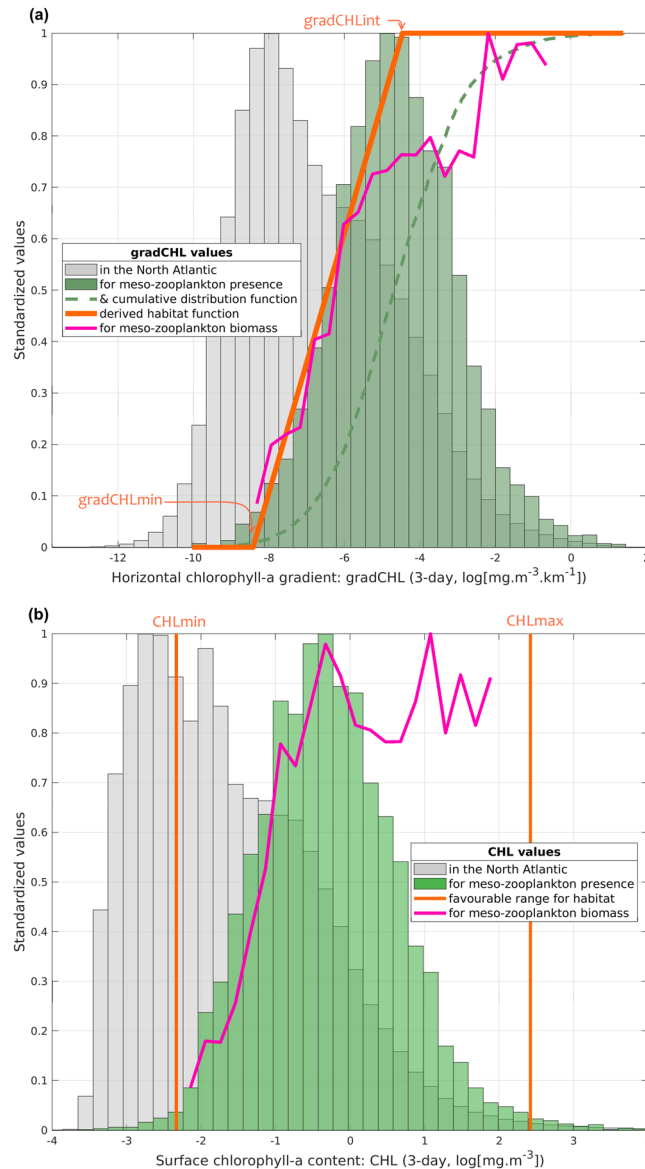 (a)
gradCHLint
1
0.9
0.8
0.7
0.6
0.5
0.4
0.3
0.2
0.1
0
Standardized values
gradCHL values
in the North Atlantic
for meso-zooplankton presence
& cumulative distribution function
derived habitat function
for meso-zooplankton biomass
gradCHLmin
-12 -10 -8 -6 -4 -2 0 2
Horizontal chlorophyll-a gradient: gradCHL (3-day, log[mg.m⁻³.km⁻¹])
(b)
CHLmin CHLmax
1
0.9
0.8
0.7
0.6
0.5
0.4
0.3
0.2
0.1
0
Standardized values
CHL values
in the North Atlantic
for meso-zooplankton presence
favourable range for habitat
for meso-zooplankton biomass
-4 -3 -2 -1 0 1 2 3
Surface chlorophyll-a content: CHL (3-day, log[mg.m⁻³])